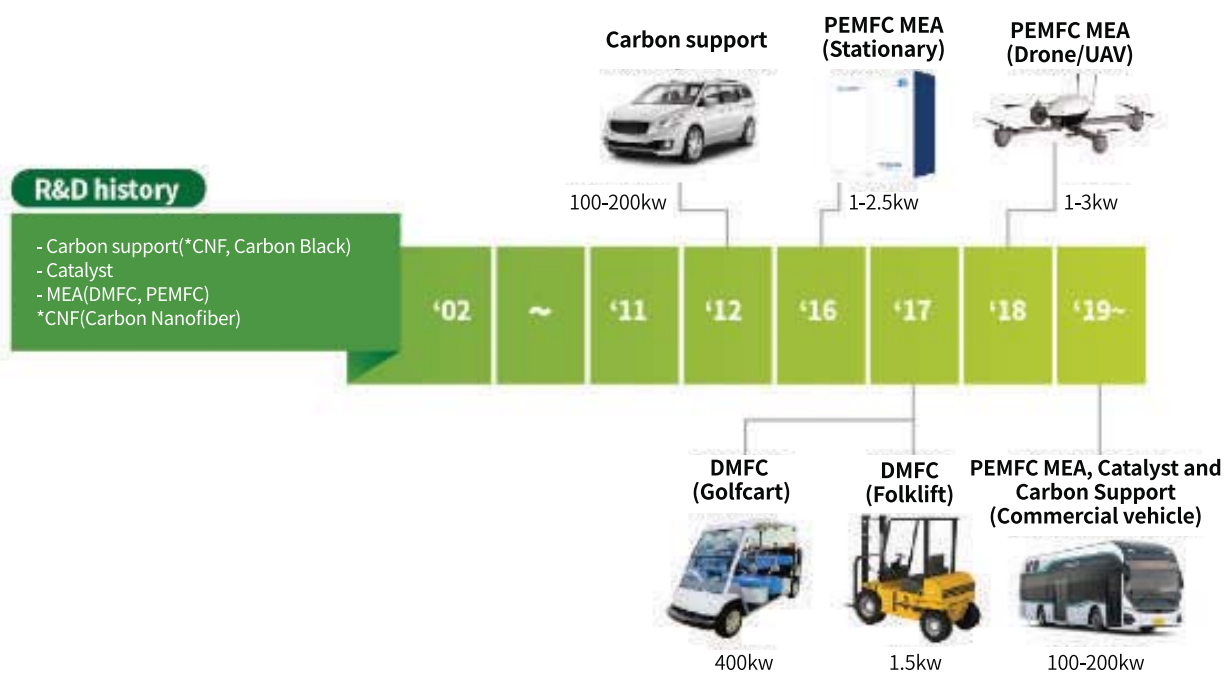 Carbon support
PEMFC MEA
(Stationary)
PEMFC MEA
(Drone/UAV)
100-200kw
1-2.5kw
1-3kw
R&D history
- Carbon support(*CNF, Carbon Black)
- Catalyst
- MEA(DMFC, PEMFC)
*CNF(Carbon Nanofiber)
‘02
~
‘11
‘12
‘16
‘17
‘18
‘19~
DMFC
(Golfcart)
DMFC
(Folklift)
PEMFC MEA, Catalyst and
Carbon Support
(Commercial vehicle)
400kw
1.5kw
100-200kw